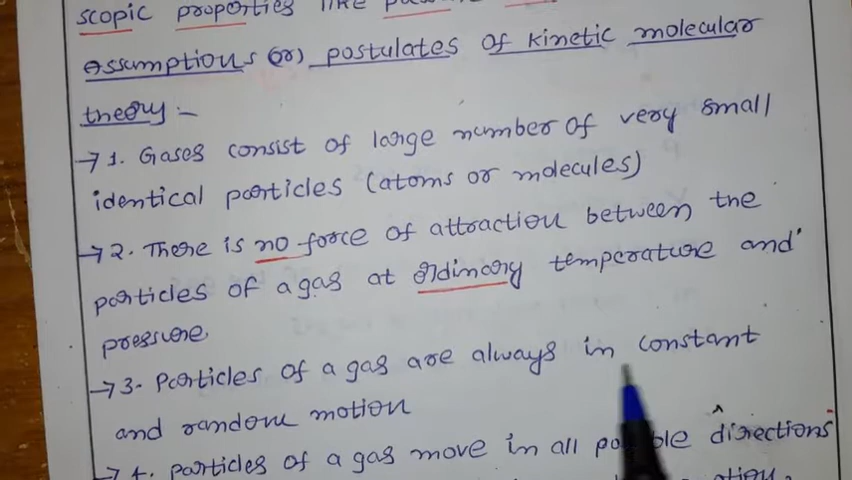 scopic properties like
Assumptions (or) postulates of kinetic molecular
theory :-
→ 1. Gases consist of large number of very small
identical particles (atoms or molecules)
→ 2. There is no force of attraction between the
particles of a gas at ordinary temperature and
pressure
→ 3. Particles of a gas are always in constant
and random motion
→ 4. particles of a gas move in all possible directions